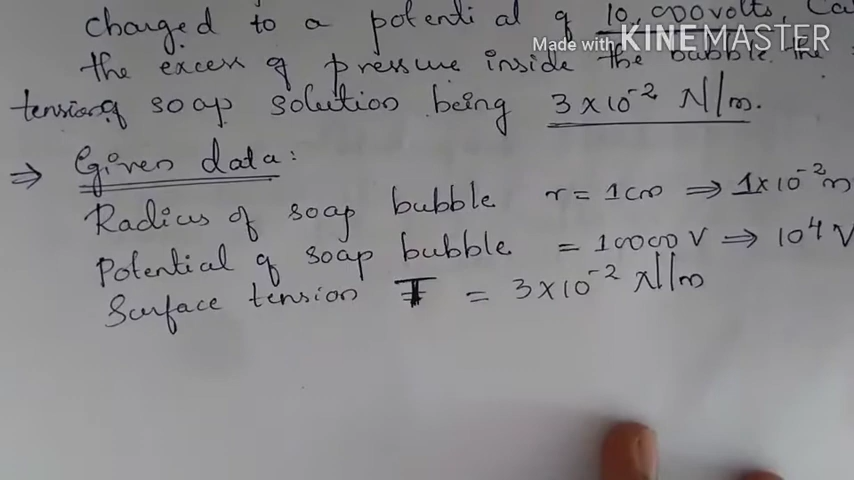 charged to a potential of 10,000 volts. Cal
Made with KINEMASTER
the excess of pressure inside the bubble. the
tension of soap solution being 3×10⁻² N/m.
⇒ Given data:
Radius of soap bubble r = 1cm ⇒ 1×10⁻²m
Potential of soap bubble = 10000 V ⇒ 10⁴ V
Surface tension T = 3×10⁻² N/m